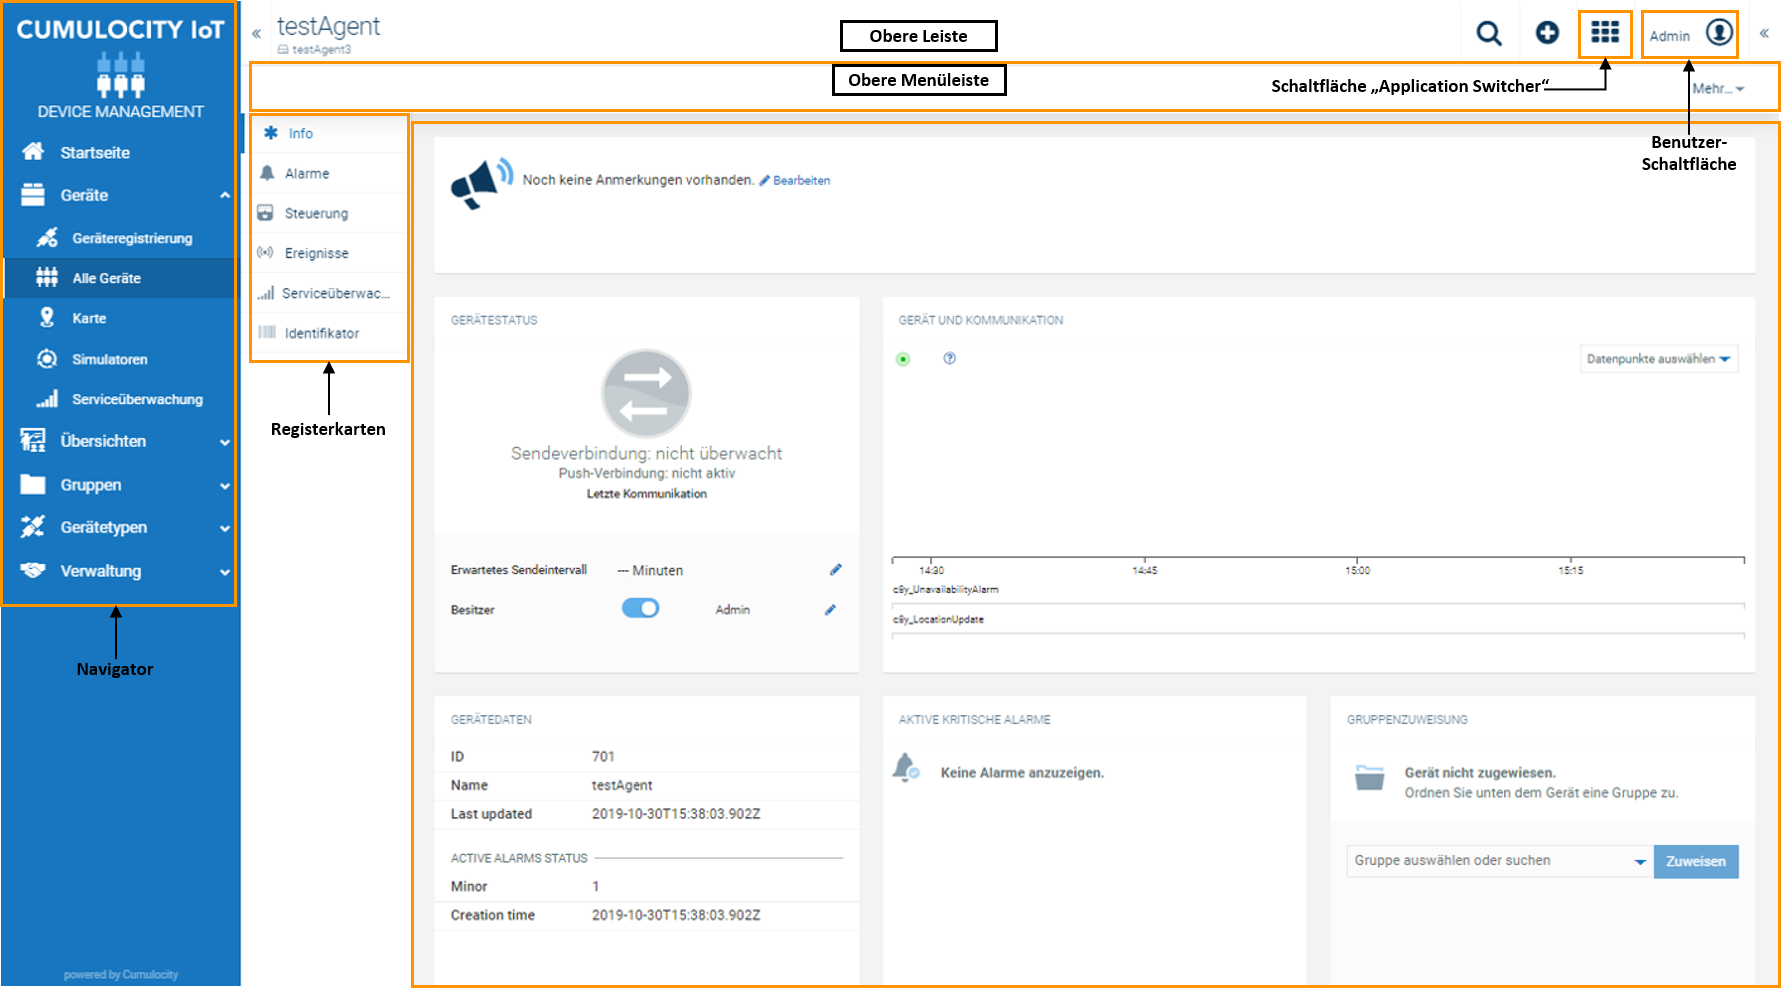 CUMULOCITY IoT
DEVICE MANAGEMENT
Startseite
Geräte
Geräteregistrierung
Alle Geräte
Karte
Simulatoren
Serviceüberwachung
Übersichten
Gruppen
Gerätetypen
Verwaltung
Navigator
powered by Cumulocity
«
testAgent
testAgent3
Obere Leiste
Admin
«
Obere Menüleiste
Schaltfläche „Application Switcher“
Mehr...
Benutzer-
Schaltfläche
Info
Alarme
Steuerung
Ereignisse
Serviceüberwac...
Identifikator
Registerkarten
Noch keine Anmerkungen vorhanden. Bearbeiten
GERÄTESTATUS
Sendeverbindung: nicht überwacht
Push-Verbindung: nicht aktiv
Letzte Kommunikation
Erwartetes Sendeintervall --- Minuten
Besitzer Admin
GERÄT UND KOMMUNIKATION
Datenpunkte auswählen
14:30 14:45 15:00 15:15
c8y_UnavailabilityAlarm
c8y_LocationUpdate
GERÄTEDATEN
ID 701
Name testAgent
Last updated 2019-10-30T15:38:03.902Z
ACTIVE ALARMS STATUS
Minor 1
Creation time 2019-10-30T15:38:03.902Z
AKTIVE KRITISCHE ALARME
Keine Alarme anzuzeigen.
GRUPPENZUWEISUNG
Gerät nicht zugewiesen.
Ordnen Sie unten dem Gerät eine Gruppe zu.
Gruppe auswählen oder suchen Zuweisen